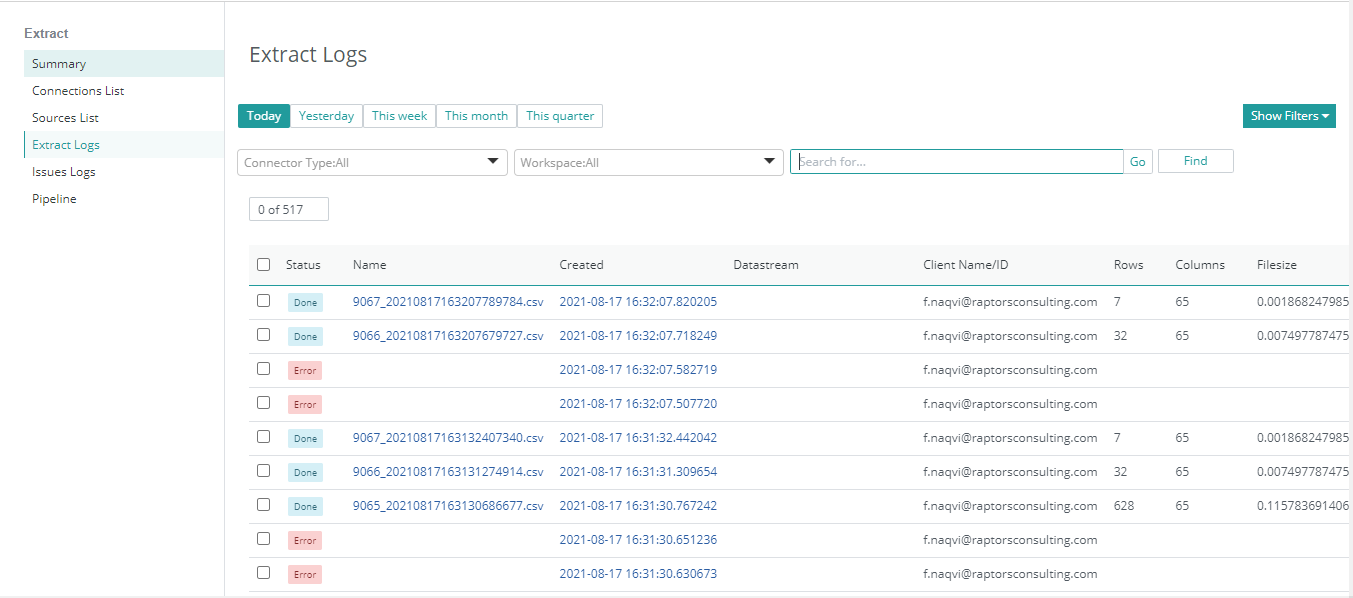 Extract
Summary
Connections List
Sources List
Extract Logs
Issues Logs
Pipeline
Extract Logs
Today Yesterday This week This month This quarter Show Filters
Connector Type:All Workspace:All Search for... Go Find
0 of 517
Status Name Created Datastream Client Name/ID Rows Columns Filesize
Done 9067_20210817163207789784.csv 2021-08-17 16:32:07.820205 f.naqvi@raptorsconsulting.com 7 65 0.001868247985
Done 9066_20210817163207679727.csv 2021-08-17 16:32:07.718249 f.naqvi@raptorsconsulting.com 32 65 0.007497787475
Error 2021-08-17 16:32:07.582719 f.naqvi@raptorsconsulting.com
Error 2021-08-17 16:32:07.507720 f.naqvi@raptorsconsulting.com
Done 9067_20210817163132407340.csv 2021-08-17 16:31:32.442042 f.naqvi@raptorsconsulting.com 7 65 0.001868247985
Done 9066_20210817163131274914.csv 2021-08-17 16:31:31.309654 f.naqvi@raptorsconsulting.com 32 65 0.007497787475
Done 9065_20210817163130686677.csv 2021-08-17 16:31:30.767242 f.naqvi@raptorsconsulting.com 628 65 0.115783691406
Error 2021-08-17 16:31:30.651236 f.naqvi@raptorsconsulting.com
Error 2021-08-17 16:31:30.630673 f.naqvi@raptorsconsulting.com